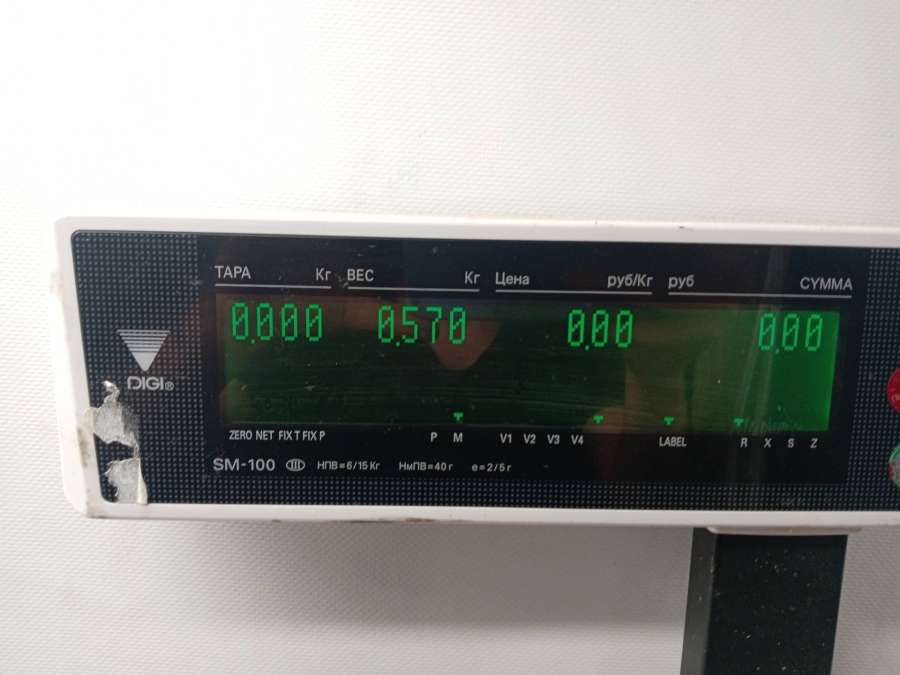 ТАРА Кг ВЕС Кг Цена руб/Кг руб СУММА
0.000 0.570 0.00 0.00
DIGI®
ZERO NET FIX T FIX P P M V1 V2 V3 V4 LABEL R X S Z
SM-100 III НПВ=6/15 Кг НмПВ=40 г e=2/5 г